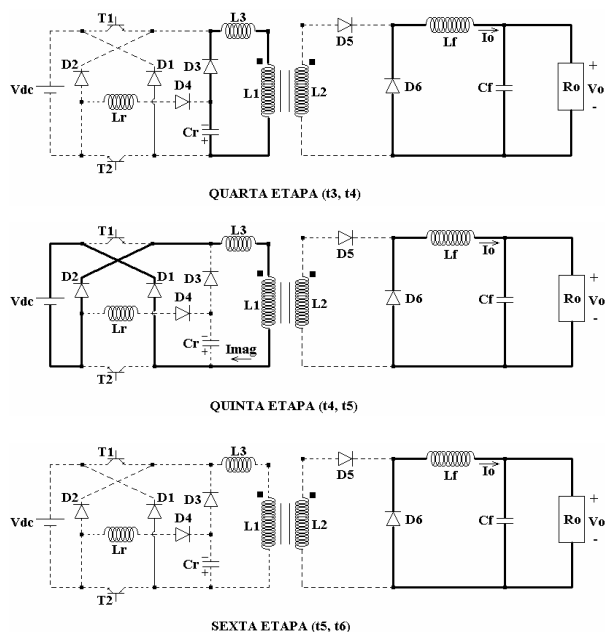 T1
L3
D5
Lf
Io
D2
D1
D3
Vdc
D4
Lr
L1
L2
D6
Cf
Ro
+
Vo
-
Cr
-
+
T2
QUARTA ETAPA (t3, t4)
T1
L3
D5
Lf
Io
D2
D1
D3
Vdc
D4
Lr
L1
L2
D6
Cf
Ro
+
Vo
-
Cr
-
+
Imag
T2
QUINTA ETAPA (t4, t5)
T1
L3
D5
Lf
Io
D2
D1
D3
Vdc
D4
Lr
L1
L2
D6
Cf
Ro
+
Vo
-
Cr
-
+
T2
SEXTA ETAPA (t5, t6)